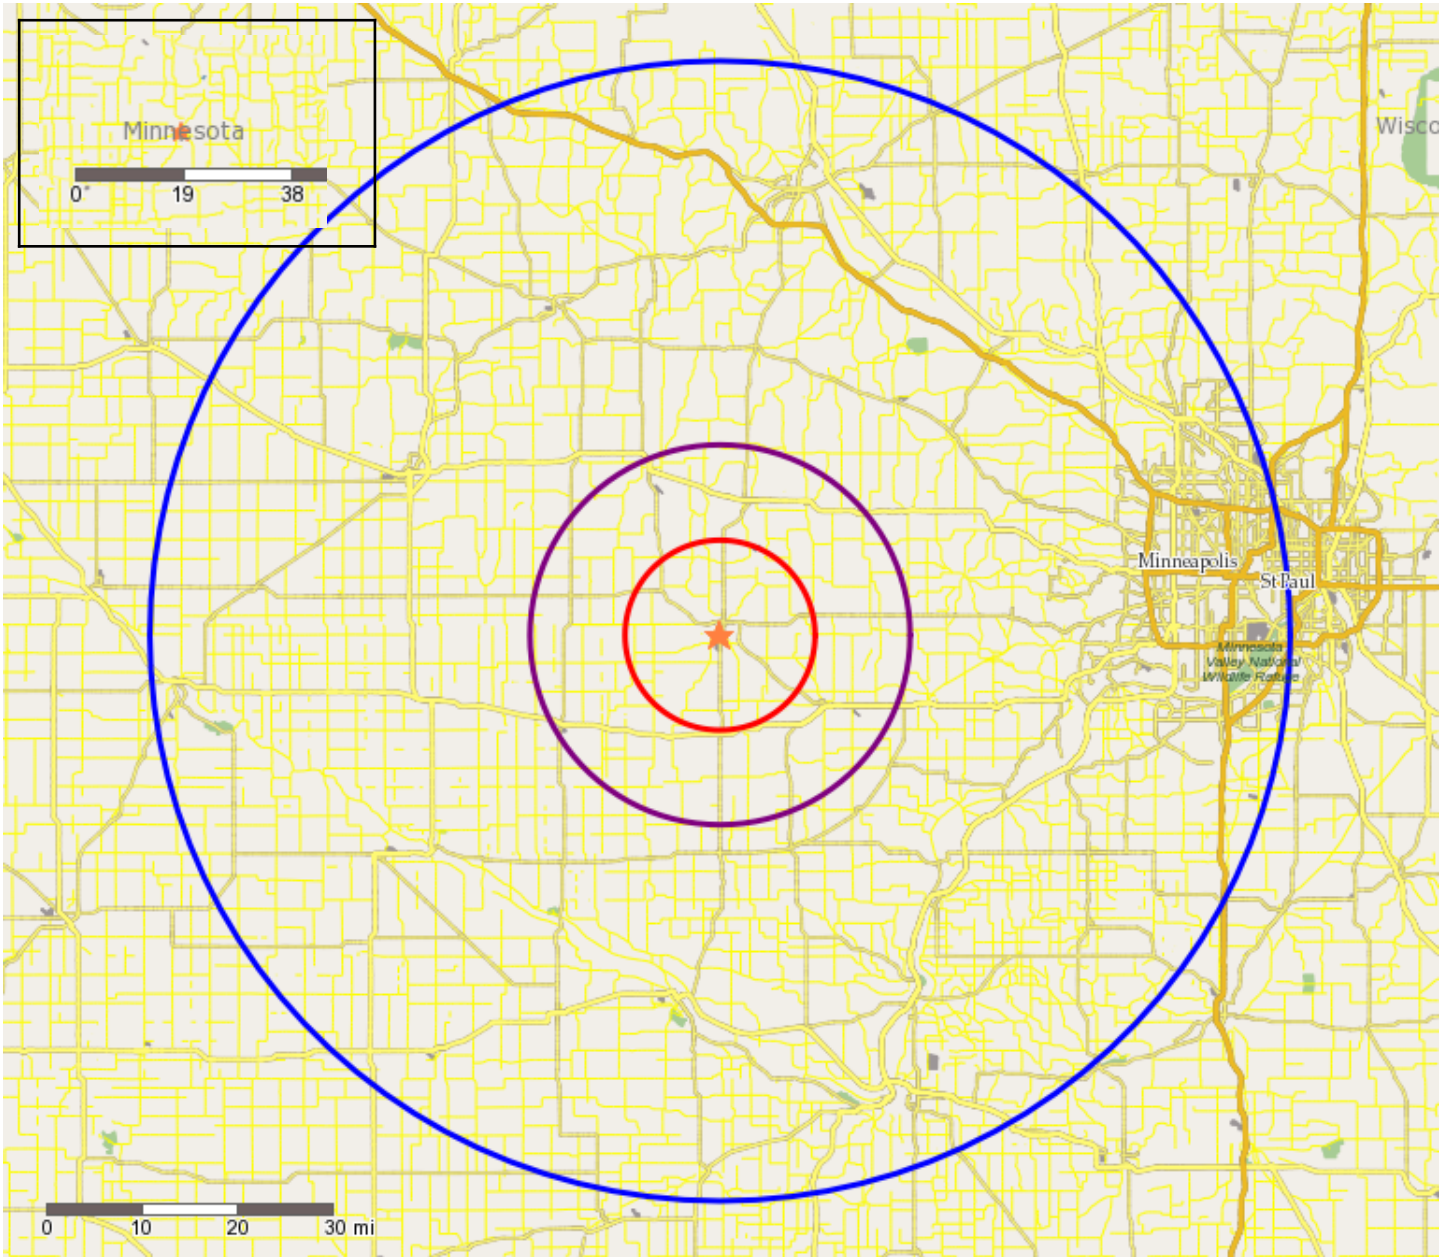 Minnesota
0 19 38
Wisco
Minneapolis
St Paul
Minnesota
Valley National
Wildlife Refuge
0 10 20 30 mi